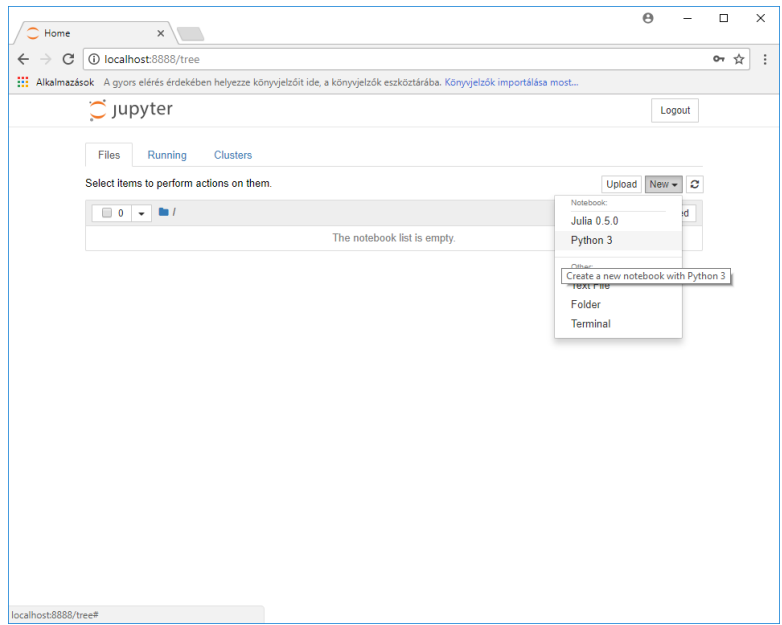 Home
localhost:8888/tree
Alkalmazások A gyors elérés érdekében helyezze könyvjelzőit ide, a könyvjelzők eszköztárába. Könyvjelzők importálása most...
jupyter
Logout
Files Running Clusters
Select items to perform actions on them.
Upload New
0 /
Notebook:
ed
Julia 0.5.0
The notebook list is empty.
Python 3
Other:
Create a new notebook with Python 3
Text File
Folder
Terminal
localhost:8888/tree#